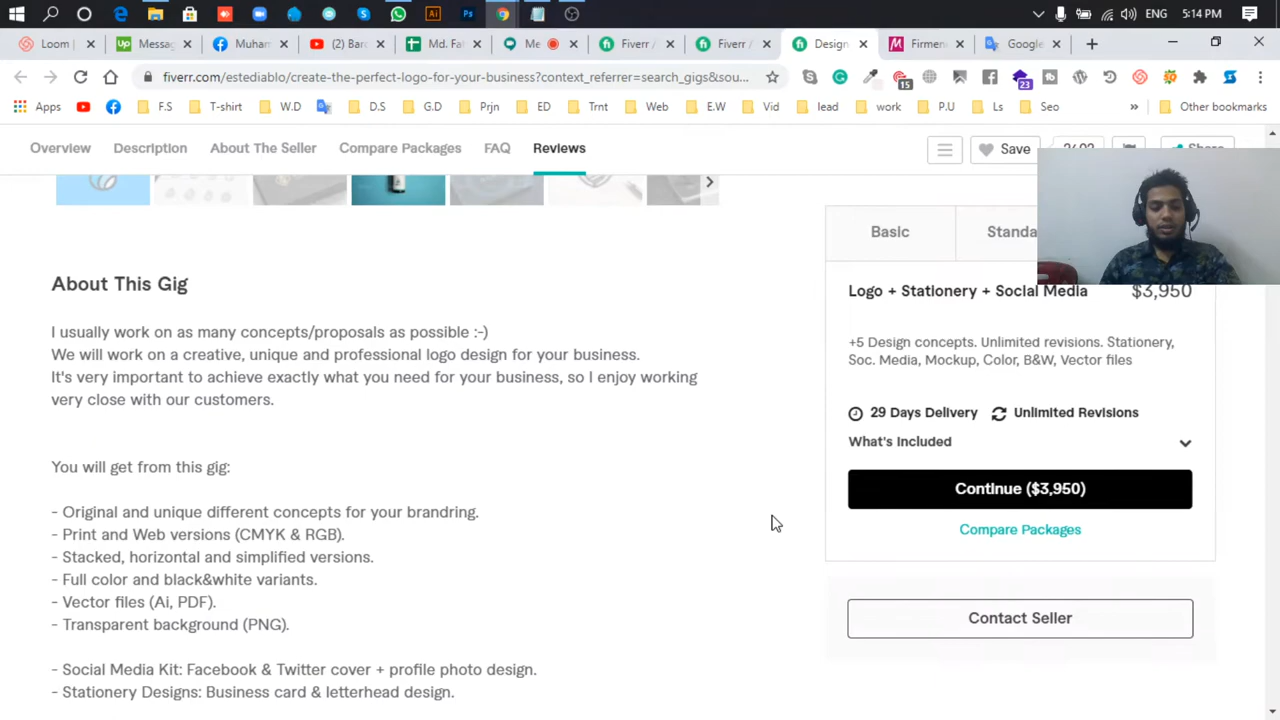 ENG
5:14 PM
Loom |
Messag
Muham
(2) Bar
Md. Fa
Me
Fiverr /
Fiverr /
Design
Firmen
Google
fiverr.com/estediablo/create-the-perfect-logo-for-your-business?context_referrer=search_gigs&sou...
15
23
Apps
F.S
T-shirt
W.D
D.S
G.D
Prjn
ED
Trnt
Web
E.W
Vid
lead
work
P.U
Ls
Seo
»
Other bookmarks
Overview
Description
About The Seller
Compare Packages
FAQ
Reviews
Save
Basic
Standa
About This Gig
Logo + Stationery + Social Media
$3,950
I usually work on as many concepts/proposals as possible :-)
We will work on a creative, unique and professional logo design for your business.
It's very important to achieve exactly what you need for your business, so I enjoy working
very close with our customers.
+5 Design concepts. Unlimited revisions. Stationery,
Soc. Media, Mockup, Color, B&W, Vector files
29 Days Delivery
Unlimited Revisions
What's Included
You will get from this gig:
Continue ($3,950)
Compare Packages
- Original and unique different concepts for your brandring.
- Print and Web versions (CMYK & RGB).
- Stacked, horizontal and simplified versions.
- Full color and black&white variants.
- Vector files (Ai, PDF).
- Transparent background (PNG).
Contact Seller
- Social Media Kit: Facebook & Twitter cover + profile photo design.
- Stationery Designs: Business card & letterhead design.